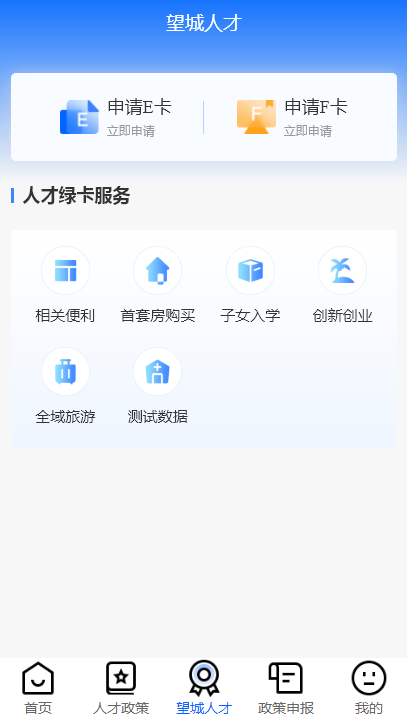 望城人才
E
申请E卡
立即申请
F
申请F卡
立即申请
人才绿卡服务
相关便利
首套房购买
子女入学
创新创业
全域旅游
测试数据
首页
人才政策
望城人才
政策申报
我的